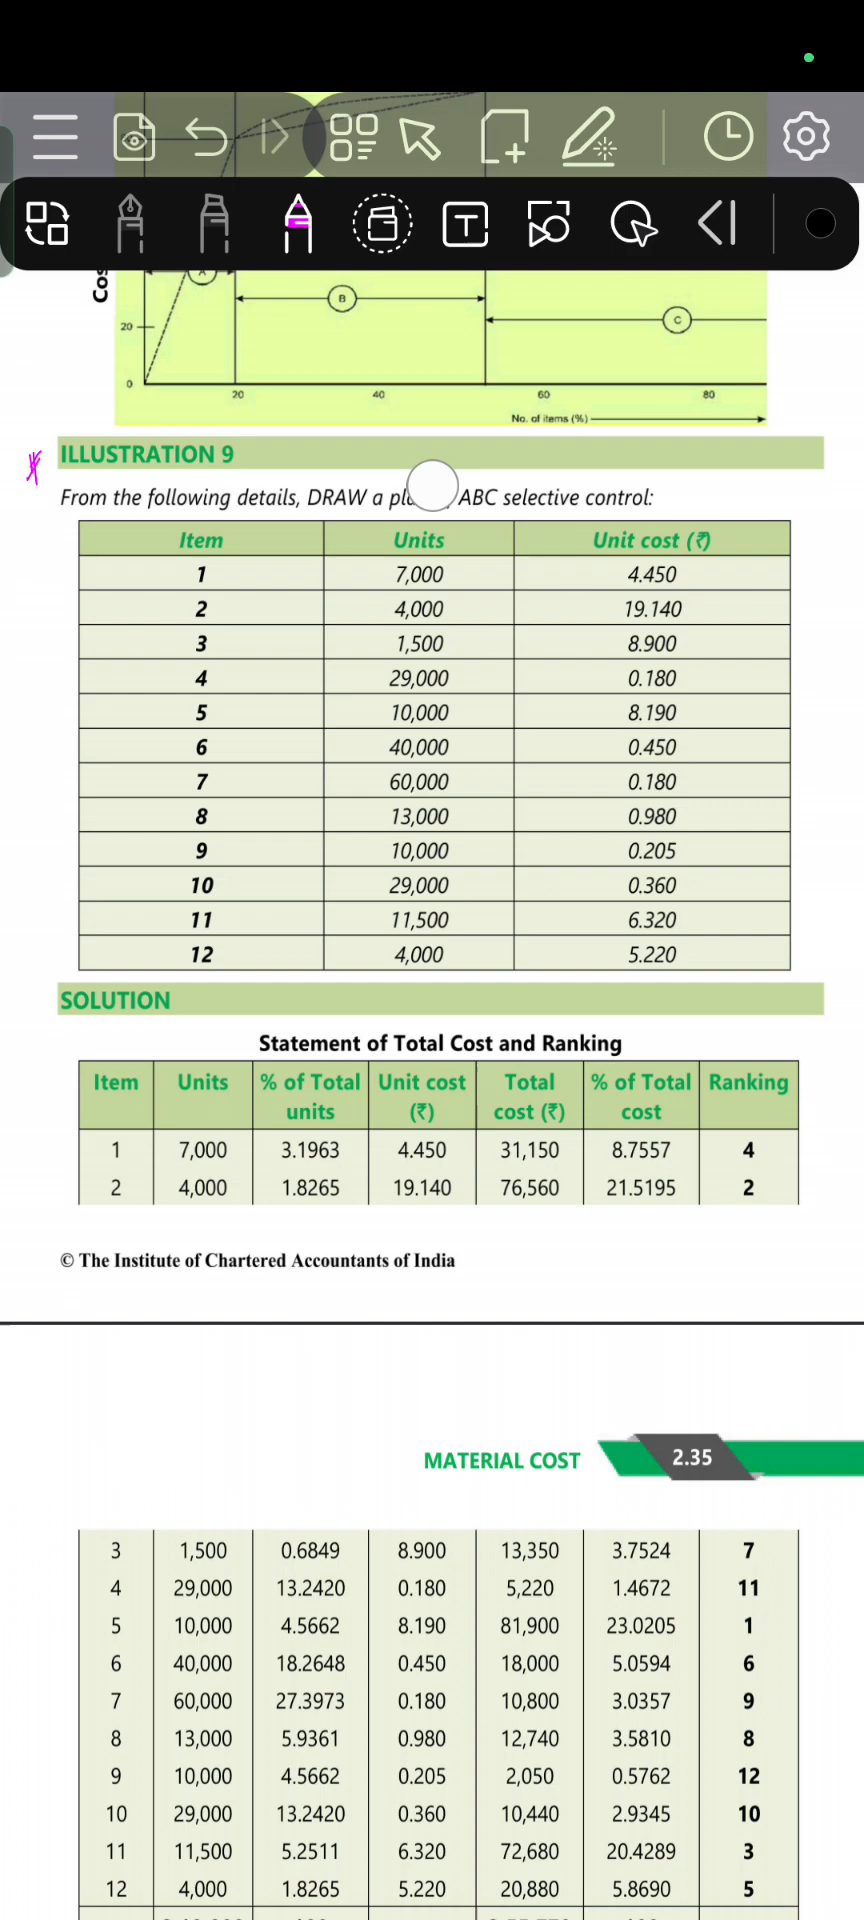 Cos
A
B
C
20
0
20 40 60 80
No. of items (%)
ILLUSTRATION 9
From the following details, DRAW a ABC selective control:
Item Units Unit cost (₹)
1 7,000 4.450
2 4,000 19.140
3 1,500 8.900
4 29,000 0.180
5 10,000 8.190
6 40,000 0.450
7 60,000 0.180
8 13,000 0.980
9 10,000 0.205
10 29,000 0.360
11 11,500 6.320
12 4,000 5.220
SOLUTION
Statement of Total Cost and Ranking
Item Units % of Total units Unit cost (₹) Total cost (₹) % of Total cost Ranking
1 7,000 3.1963 4.450 31,150 8.7557 4
2 4,000 1.8265 19.140 76,560 21.5195 2
© The Institute of Chartered Accountants of India
MATERIAL COST 2.35
3 1,500 0.6849 8.900 13,350 3.7524 7
4 29,000 13.2420 0.180 5,220 1.4672 11
5 10,000 4.5662 8.190 81,900 23.0205 1
6 40,000 18.2648 0.450 18,000 5.0594 6
7 60,000 27.3973 0.180 10,800 3.0357 9
8 13,000 5.9361 0.980 12,740 3.5810 8
9 10,000 4.5662 0.205 2,050 0.5762 12
10 29,000 13.2420 0.360 10,440 2.9345 10
11 11,500 5.2511 6.320 72,680 20.4289 3
12 4,000 1.8265 5.220 20,880 5.8690 5